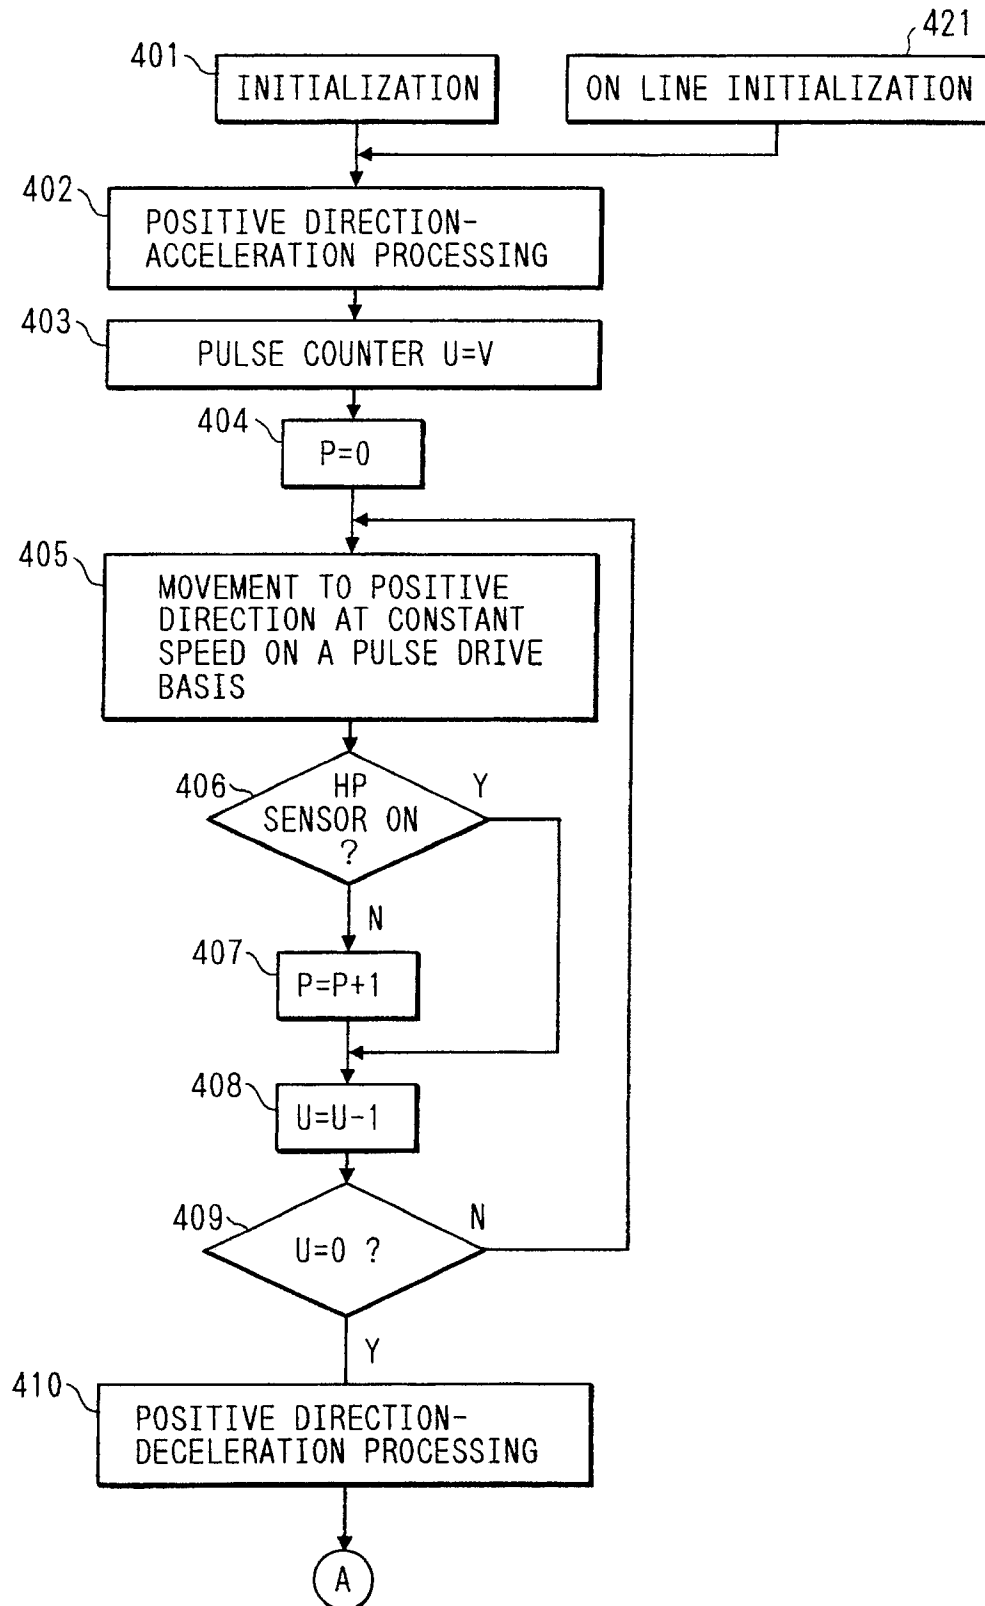 401
INITIALIZATION
421
ON LINE INITIALIZATION
402
POSITIVE DIRECTION-
ACCELERATION PROCESSING
403
PULSE COUNTER U=V
404
P=0
405
MOVEMENT TO POSITIVE
DIRECTION AT CONSTANT
SPEED ON A PULSE DRIVE
BASIS
406
HP
SENSOR ON
?
Y
N
407
P=P+1
408
U=U-1
409
U=0 ?
N
Y
410
POSITIVE DIRECTION-
DECELERATION PROCESSING
A